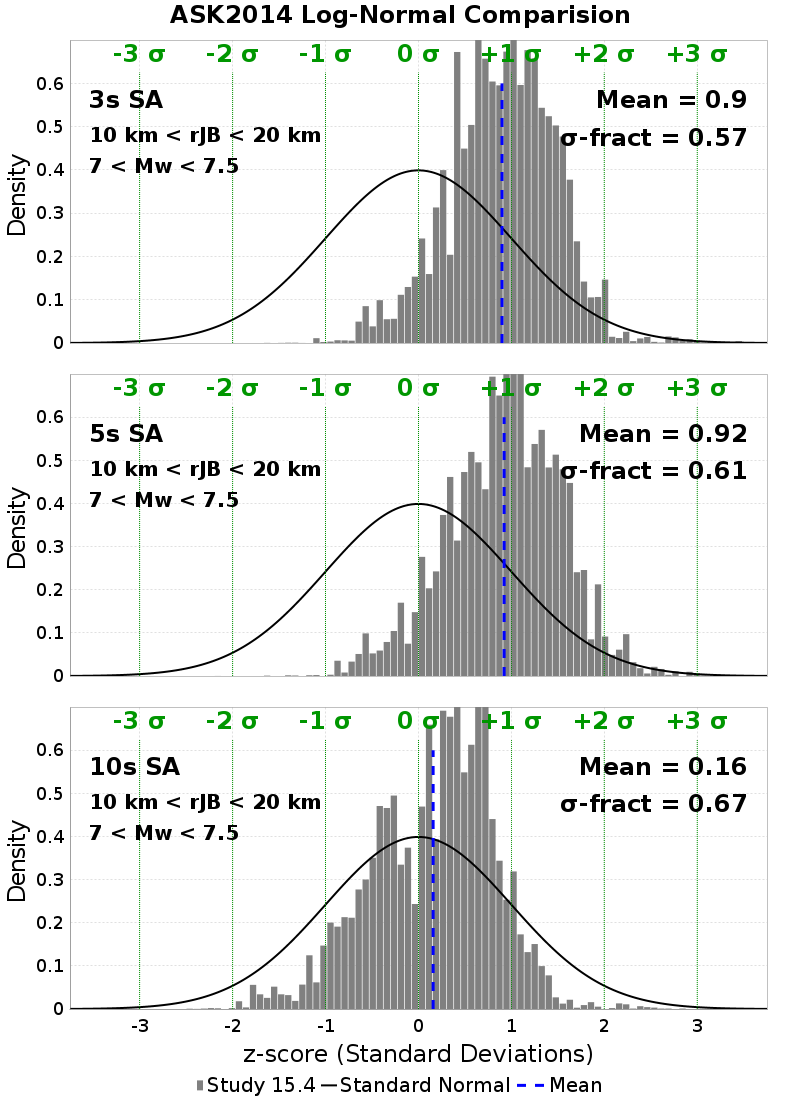 ASK2014 Log-Normal Comparision
-3 σ -2 σ -1 σ 0 σ +1 σ +2 σ +3 σ
3s SA Mean = 0.9
10 km < rJB < 20 km σ-fract = 0.57
7 < Mw < 7.5
Density
0.6
0.5
0.4
0.3
0.2
0.1
0
-3 σ -2 σ -1 σ 0 σ +1 σ +2 σ +3 σ
5s SA Mean = 0.92
10 km < rJB < 20 km σ-fract = 0.61
7 < Mw < 7.5
Density
0.6
0.5
0.4
0.3
0.2
0.1
0
-3 σ -2 σ -1 σ 0 σ +1 σ +2 σ +3 σ
10s SA Mean = 0.16
10 km < rJB < 20 km σ-fract = 0.67
7 < Mw < 7.5
Density
0.6
0.5
0.4
0.3
0.2
0.1
0
-3 -2 -1 0 1 2 3
z-score (Standard Deviations)
Study 15.4 Standard Normal Mean